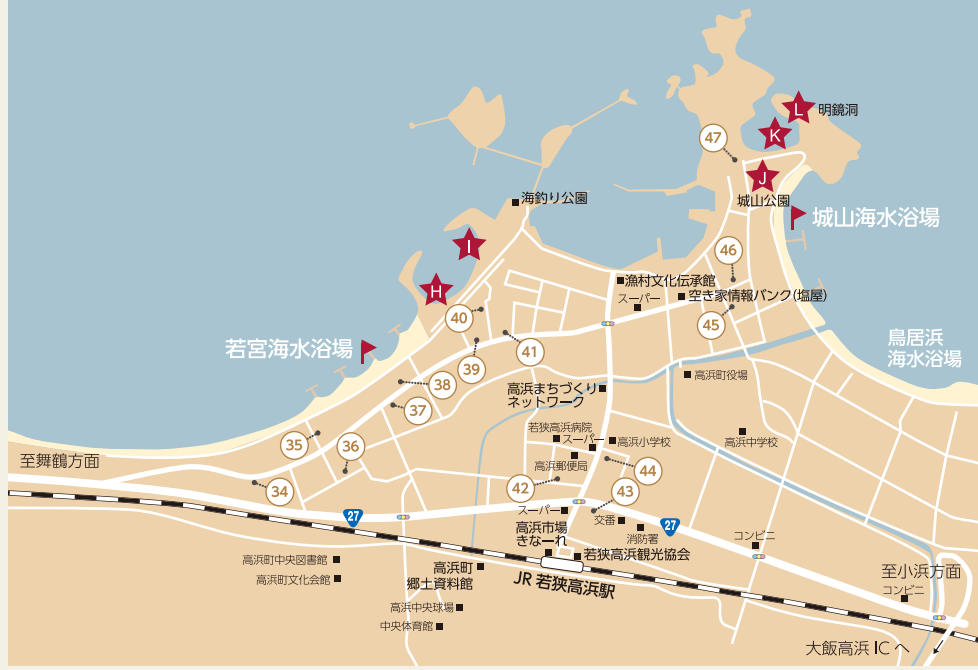 L
明鏡洞
K
47
J
城山公園
城山海水浴場
海釣り公園
I
46
漁村文化伝承館
H
スーパー
空き家情報バンク(塩屋)
40
45
若宮海水浴場
41
鳥居浜
海水浴場
39
38
高浜町役場
高浜まちづくり
ネットワーク
37
若狭高浜病院
スーパー
高浜小学校
高浜中学校
35
36
至舞鶴方面
高浜郵便局
44
34
42
43
スーパー
27
交番
27
高浜市場
きなーれ
消防署
コンビニ
若狭高浜観光協会
高浜町中央図書館
高浜町
郷土資料館
JR 若狭高浜駅
至小浜方面
コンビニ
高浜町文化会館
高浜中央球場
中央体育館
大飯高浜 IC へ